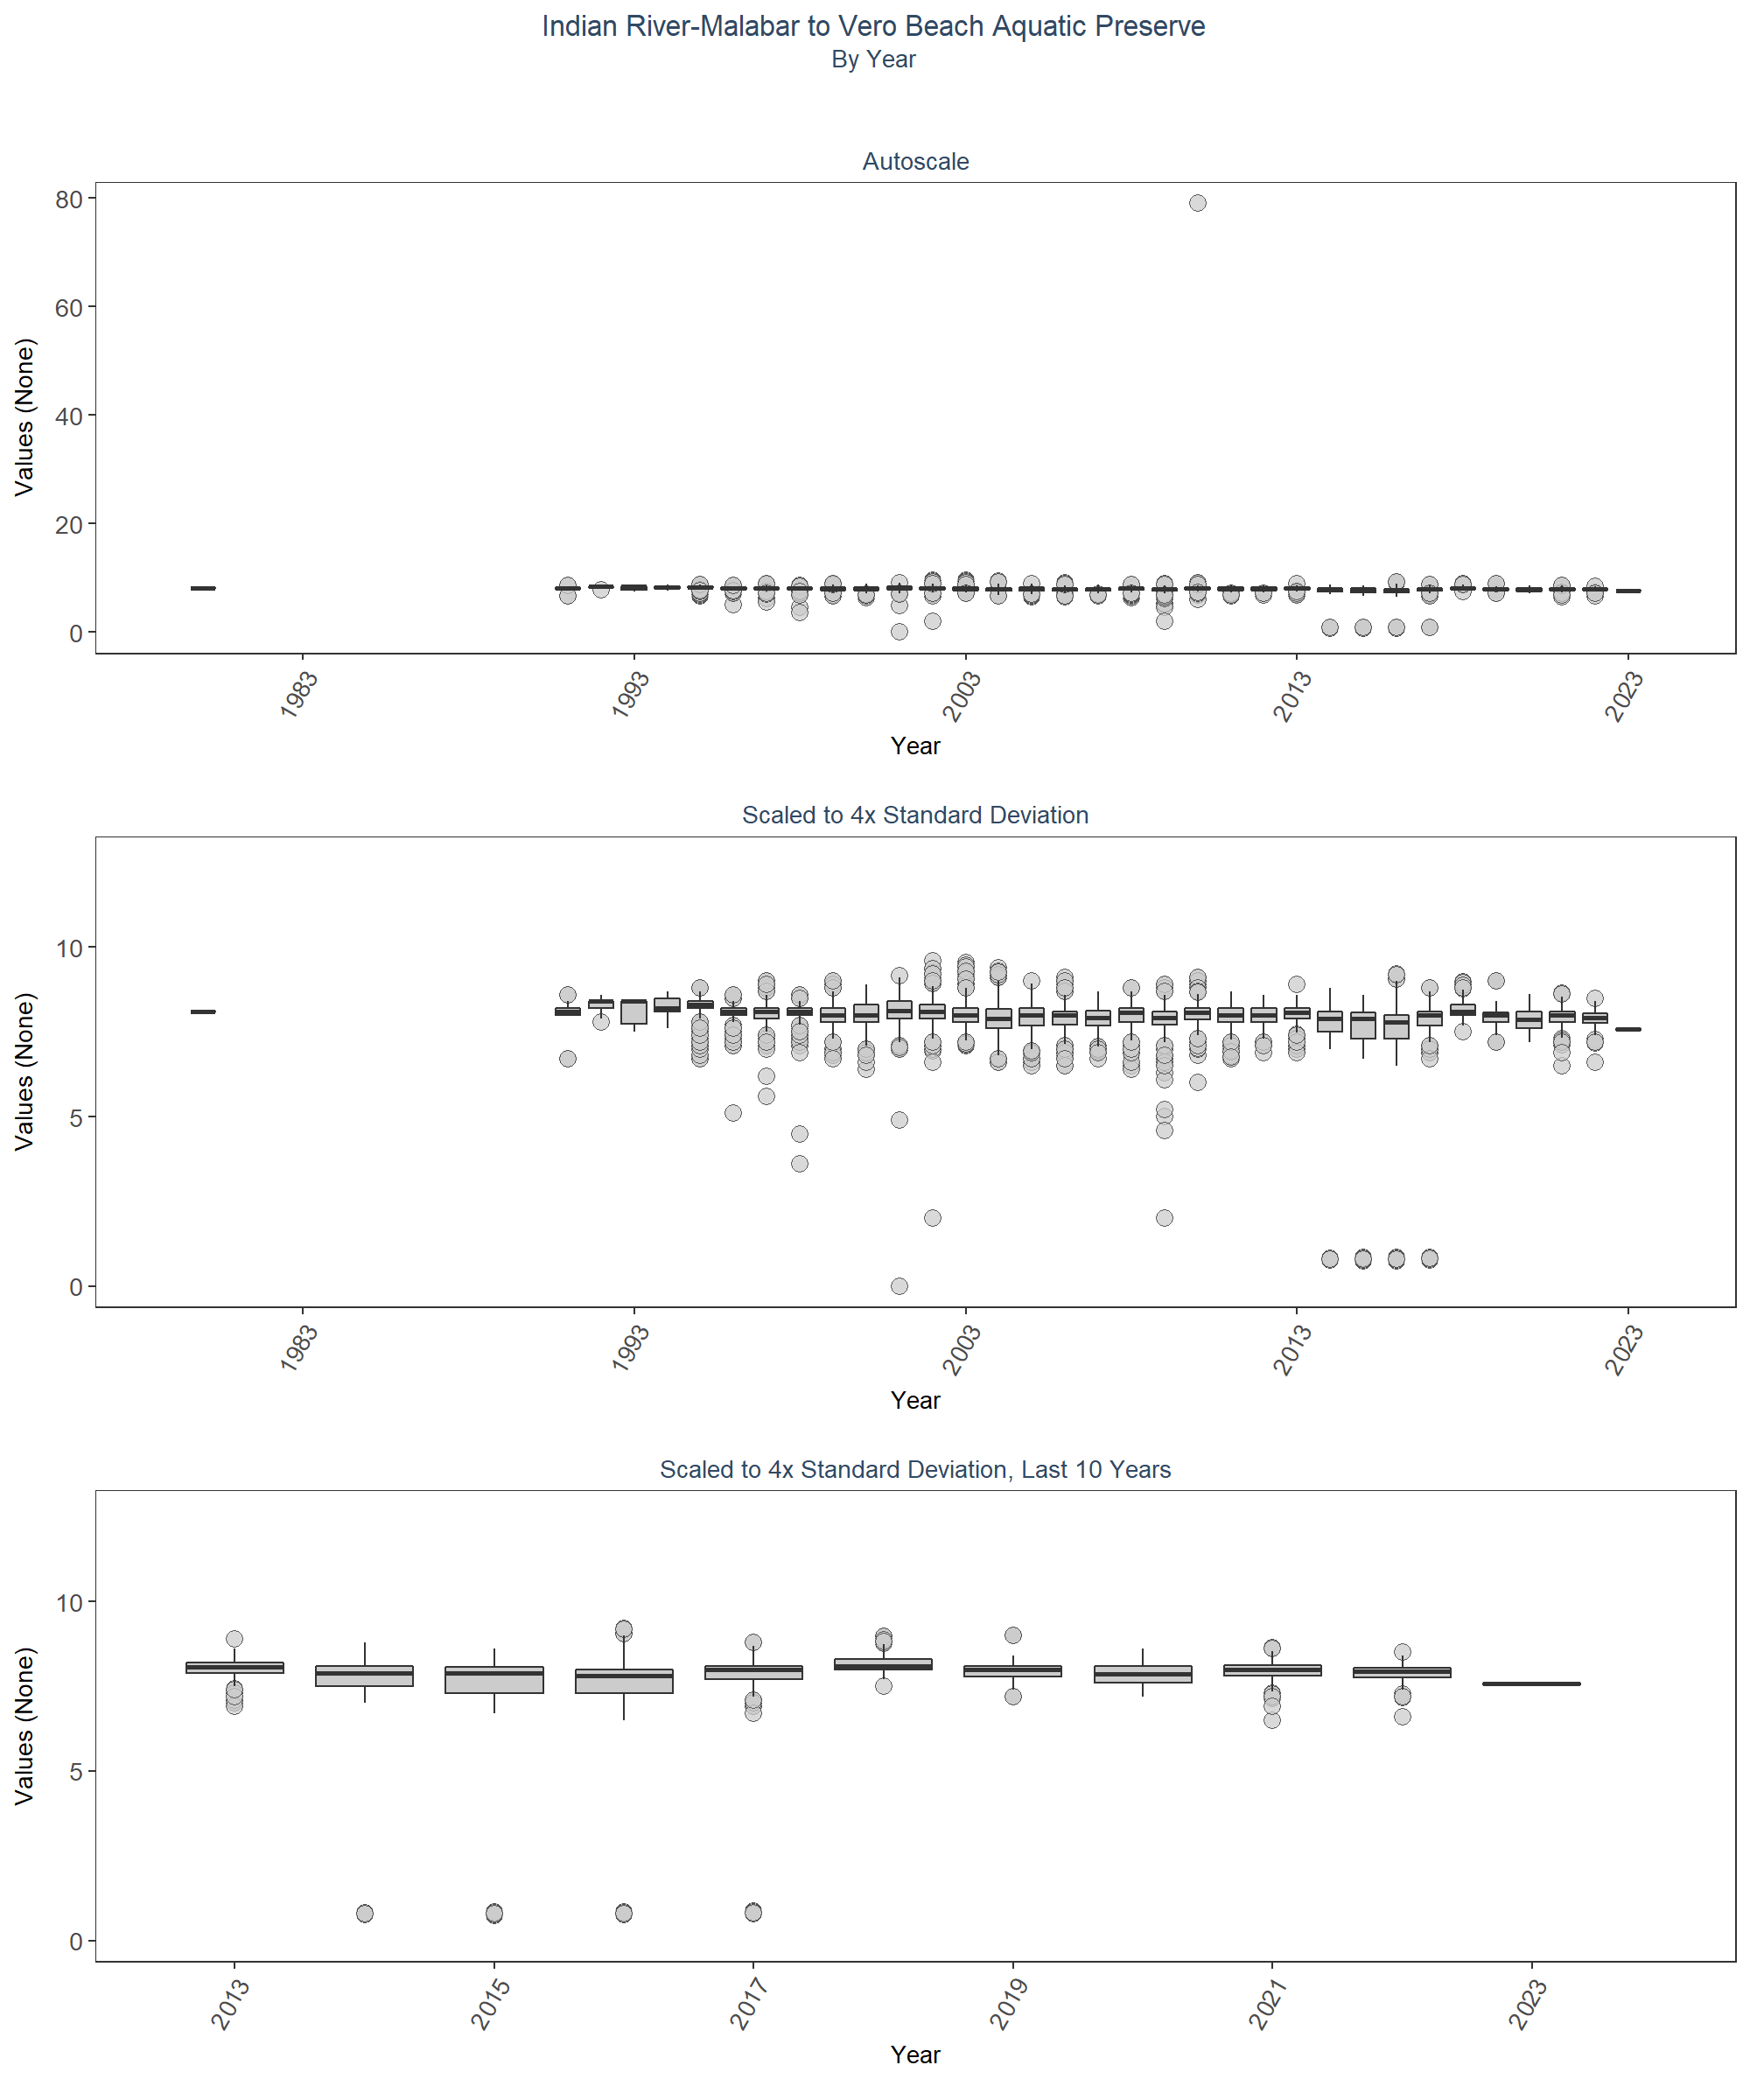 Indian River-Malabar to Vero Beach Aquatic Preserve
By Year
Autoscale
80
60
40
20
0
Values (None)
1983
1993
2003
2013
2023
Year
Scaled to 4x Standard Deviation
10
5
0
Values (None)
1983
1993
2003
2013
2023
Year
Scaled to 4x Standard Deviation, Last 10 Years
10
5
0
Values (None)
2013
2015
2017
2019
2021
2023
Year